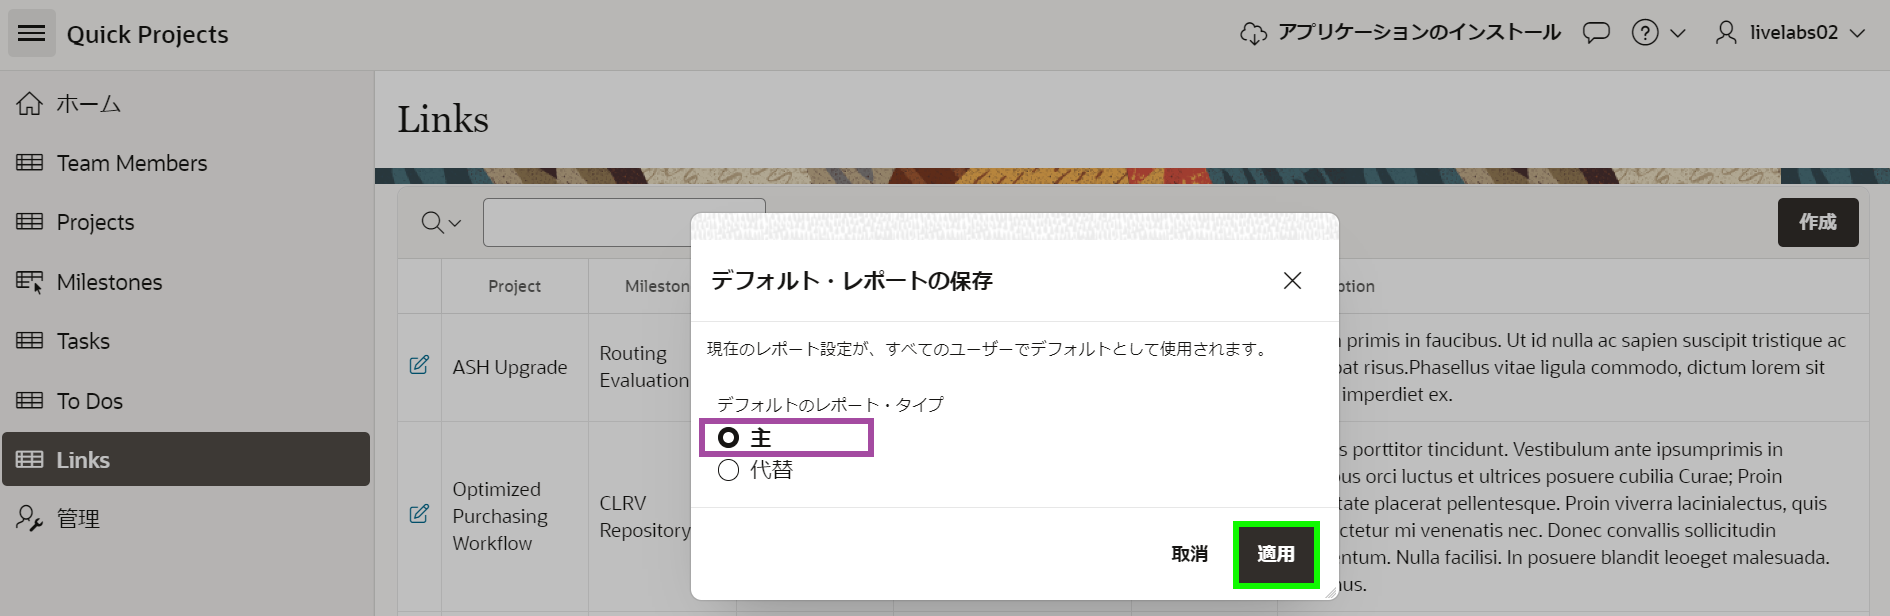 Quick Projects
アプリケーションのインストール
livelabs02
ホーム
Team Members
Projects
Milestones
Tasks
To Dos
Links
管理
Links
作成
Project
Mileston
ption
ASH Upgrade
Routing
Evaluation
primis in faucibus. Ut id nulla ac sapien suscipit tristique ac
pat risus.Phasellus vitae ligula commodo, dictum lorem sit
imperdiet ex.
Optimized
Purchasing
Workflow
CLRV
Repository
s porttitor tincidunt. Vestibulum ante ipsumprimis in
bus orci luctus et ultrices posuere cubilia Curae; Proin
tate placerat pellentesque. Proin viverra lacinialectus, quis
ctetur mi venenatis nec. Donec convallis sollicitudin
entum. Nulla facilisi. In posuere blandit leoeget malesuada.
nus.
デフォルト・レポートの保存
現在のレポート設定が、すべてのユーザーでデフォルトとして使用されます。
デフォルトのレポート・タイプ
主
代替
取消
適用